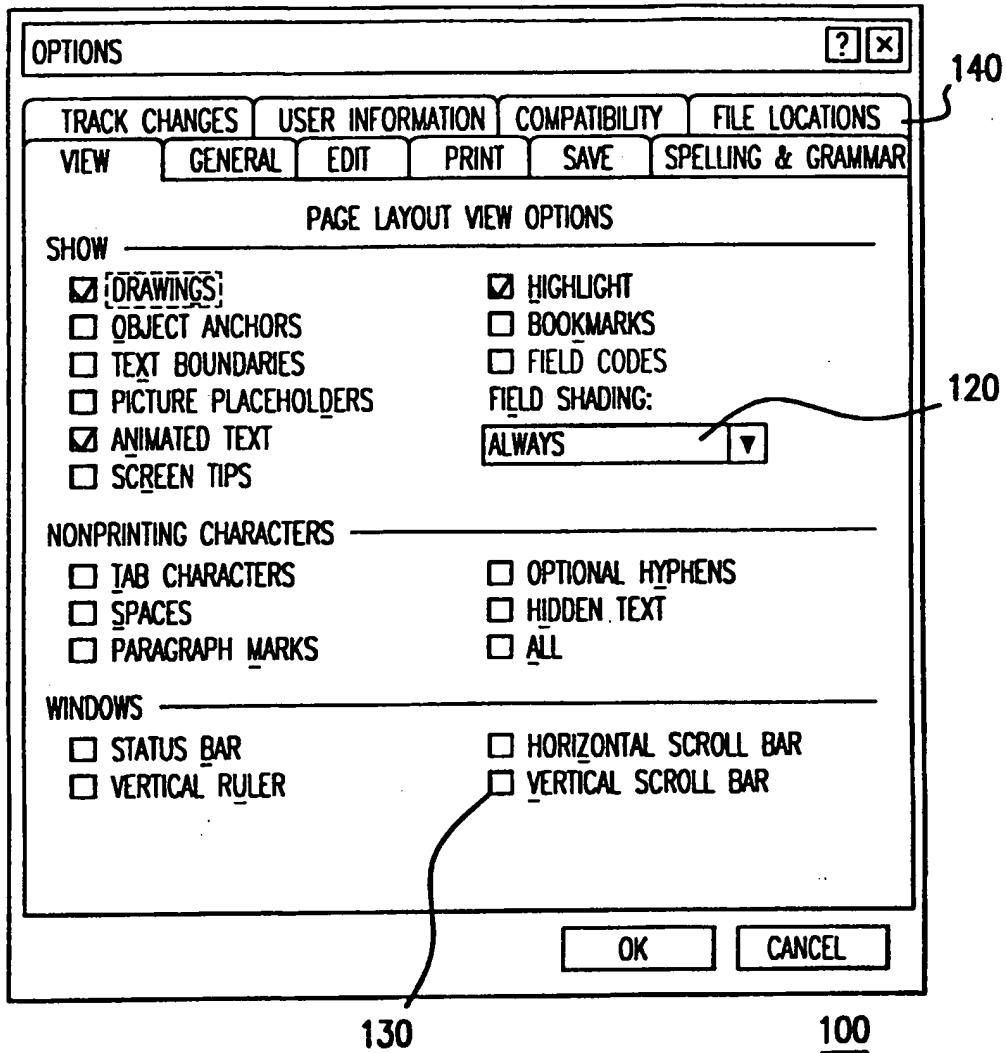 OPTIONS ? ×
140
TRACK CHANGES USER INFORMATION COMPATIBILITY FILE LOCATIONS
VIEW GENERAL EDIT PRINT SAVE SPELLING & GRAMMAR
PAGE LAYOUT VIEW OPTIONS
SHOW
DRAWINGS HIGHLIGHT
OBJECT ANCHORS BOOKMARKS
TEXT BOUNDARIES FIELD CODES
PICTURE PLACEHOLDERS FIELD SHADING:
120
ANIMATED TEXT ALWAYS
SCREEN TIPS
NONPRINTING CHARACTERS
TAB CHARACTERS OPTIONAL HYPHENS
SPACES HIDDEN TEXT
PARAGRAPH MARKS ALL
WINDOWS
STATUS BAR HORIZONTAL SCROLL BAR
VERTICAL RULER VERTICAL SCROLL BAR
OK CANCEL
130 100